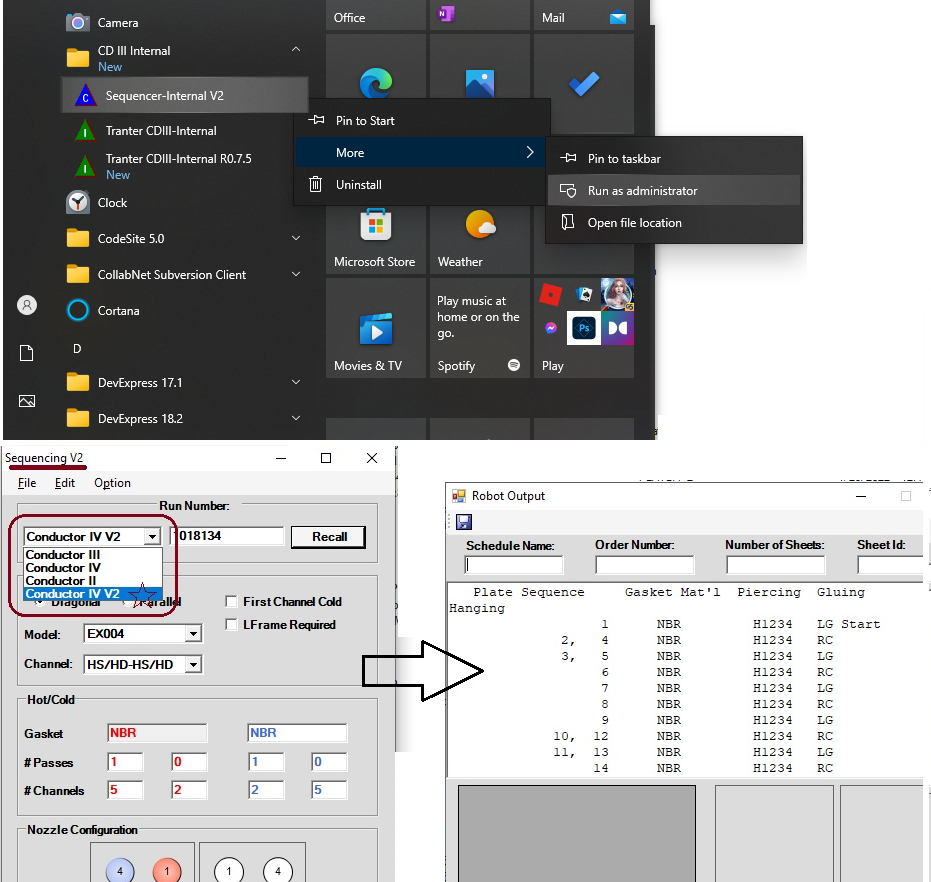 Camera
CD III Internal
New
C Sequencer-Internal V2
I Tranter CDIII-Internal
I Tranter CDIII-Internal R0.7.5
New
Clock
CodeSite 5.0
CollabNet Subversion Client
Cortana
D
DevExpress 17.1
DevExpress 18.2
Office
N
Mail
Pin to Start
More
Uninstall
Pin to taskbar
Run as administrator
Open file location
Microsoft Store
Weather
Movies & TV
Play music at
home or on the
go.
Spotify
Ps
Play
Sequencing V2
File Edit Option
Run Number:
Conductor IV V2
1018134
Recall
Conductor III
Conductor IV
Conductor II
Conductor IV V2
Diagonal
Parallel
First Channel Cold
LFrame Required
Model: EX004
Channel: HS/HD-HS/HD
Hot/Cold
Gasket NBR NBR
# Passes 1 0 1 0
# Channels 5 2 2 5
Nozzle Configuration
4 1 1 4
Robot Output
Schedule Name: Order Number: Number of Sheets: Sheet Id:
Plate Sequence Gasket Mat'l Piercing Gluing
Hanging
1 NBR H1234 LG Start
2, 4 NBR H1234 RC
3, 5 NBR H1234 LG
6 NBR H1234 RC
7 NBR H1234 LG
8 NBR H1234 RC
9 NBR H1234 LG
10, 12 NBR H1234 RC
11, 13 NBR H1234 LG
14 NBR H1234 RC